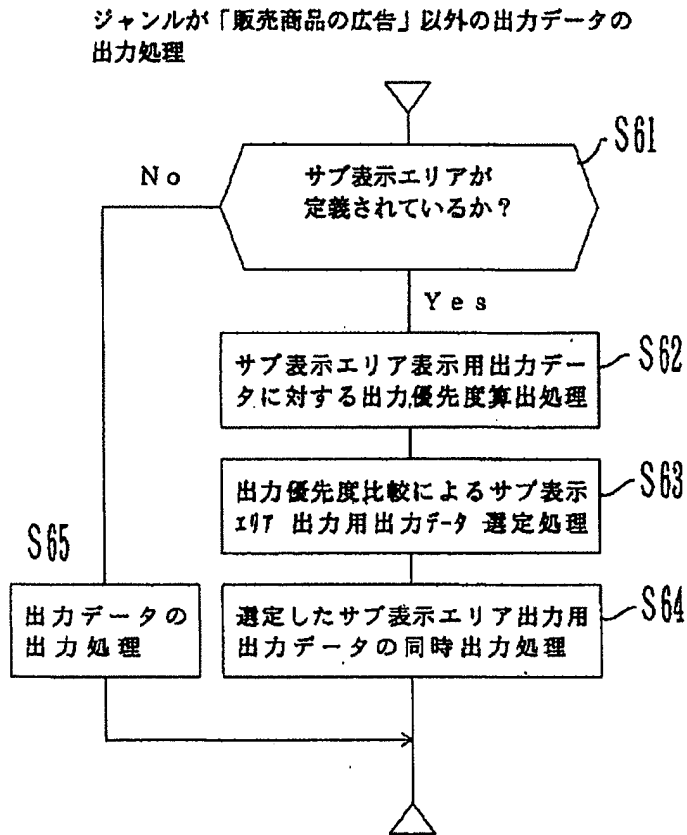 ジャンルが「販売商品の広告」以外の出力データの
出力処理
S61
No
サブ表示エリアが
定義されているか?
Yes
サブ表示エリア表示用出力デー
タに対する出力優先度算出処理
S62
出力優先度比較によるサブ表示
ｴﾘｱ 出力用出力ﾃﾞｰﾀ 選定処理
S63
S65
出力データの
出力処理
選定したサブ表示エリア出力用
出力データの同時出力処理
S64